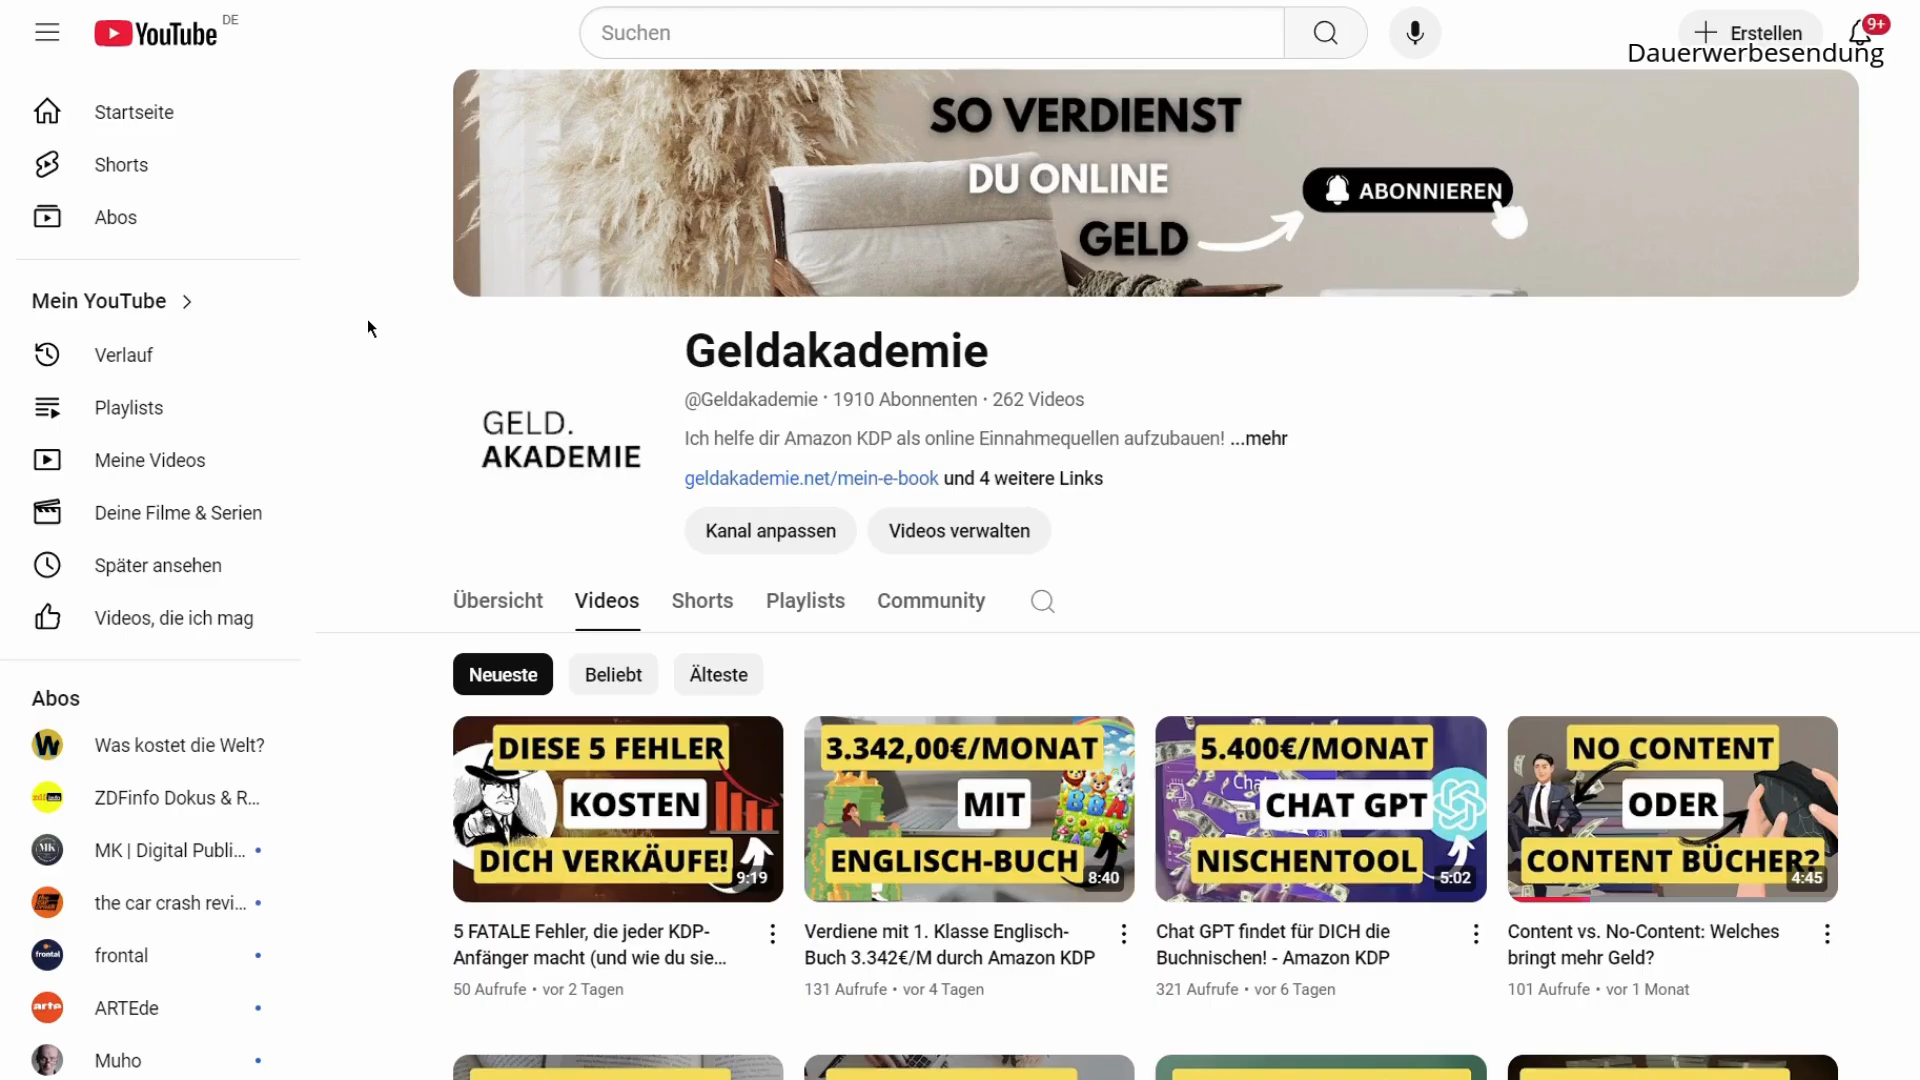 YouTube DE
Suchen
Erstellen
9+
Dauerwerbesendung
Startseite
Shorts
Abos
Mein YouTube
Verlauf
Playlists
Meine Videos
Deine Filme & Serien
Später ansehen
Videos, die ich mag
Abos
Was kostet die Welt?
ZDFinfo Dokus & R...
MK | Digital Publi...
the car crash revi...
frontal
ARTEde
Muho
SO VERDIENST
DU ONLINE
GELD
ABONNIEREN
GELD.
AKADEMIE
Geldakademie
@Geldakademie • 1910 Abonnenten • 262 Videos
Ich helfe dir Amazon KDP als online Einnahmequellen aufzubauen! ...mehr
geldakademie.net/mein-e-book und 4 weitere Links
Kanal anpassen
Videos verwalten
Übersicht
Videos
Shorts
Playlists
Community
Neueste
Beliebt
Älteste
DIESE 5 FEHLER
KOSTEN
DICH VERKÄUFE!
9:19
5 FATALE Fehler, die jeder KDP-
Anfänger macht (und wie du sie...
50 Aufrufe • vor 2 Tagen
3.342,00€/MONAT
MIT
ENGLISCH-BUCH
8:40
Verdiene mit 1. Klasse Englisch-
Buch 3.342€/M durch Amazon KDP
131 Aufrufe • vor 4 Tagen
5.400€/MONAT
CHAT GPT
NISCHENTOOL
5:02
Chat GPT findet für DICH die
Buchnischen! - Amazon KDP
321 Aufrufe • vor 6 Tagen
NO CONTENT
ODER
CONTENT BÜCHER?
4:45
Content vs. No-Content: Welches
bringt mehr Geld?
101 Aufrufe • vor 1 Monat